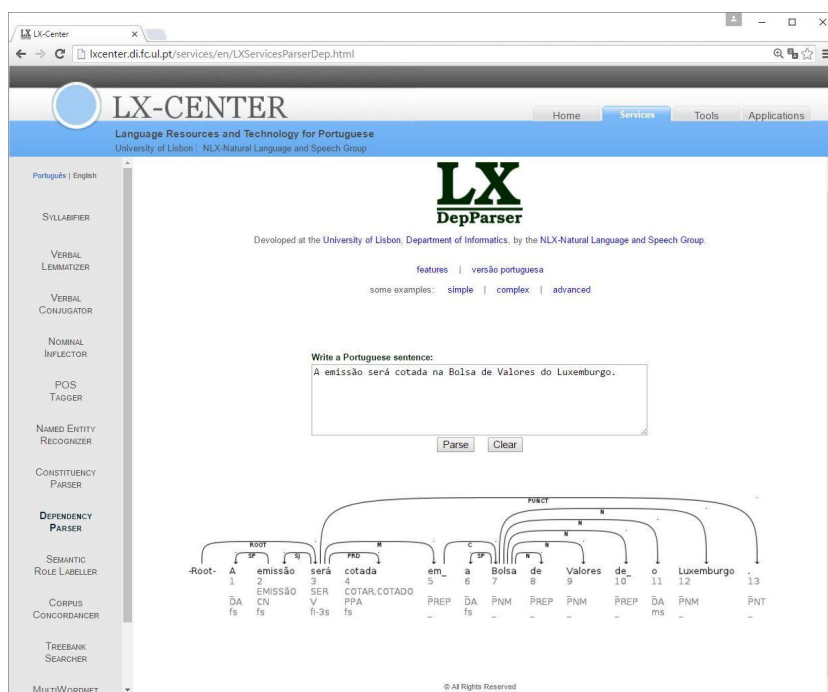 LX LX-Center
lxcenter.di.fc.ul.pt/services/en/LXServicesParserDep.html
LX-CENTER
Home Services Tools Applications
Language Resources and Technology for Portuguese
University of Lisbon | NLX-Natural Language and Speech Group
Português | English
SYLLABIFIER
VERBAL
LEMMATIZER
VERBAL
CONJUGATOR
NOMINAL
INFLECTOR
POS
TAGGER
NAMED ENTITY
RECOGNIZER
CONSTITUENCY
PARSER
DEPENDENCY
PARSER
SEMANTIC
ROLE LABELLER
CORPUS
CONCORDANCER
TREEBANK
SEARCHER
MULTIWORDNET
LX
DepParser
Developed at the University of Lisbon, Department of Informatics, by the NLX-Natural Language and Speech Group.
features | versão portuguesa
some examples: simple | complex | advanced
Write a Portuguese sentence:
A emissão será cotada na Bolsa de Valores do Luxemburgo.
Parse Clear
PUNCT
N
N
N
ROOT M C N
SP SJ PRD SP N
-Root- A emissão será cotada em_ a Bolsa de Valores de_ o Luxemburgo .
1 2 3 4 5 6 7 8 9 10 11 12 13
EMISSÃO SER COTAR,COTADO
DA CN V PPA PREP DA PNM PREP PNM PREP DA PNM PNT
fs fs fi-3s fs _ fs _ _ _ _ ms _ _
© All Rights Reserved